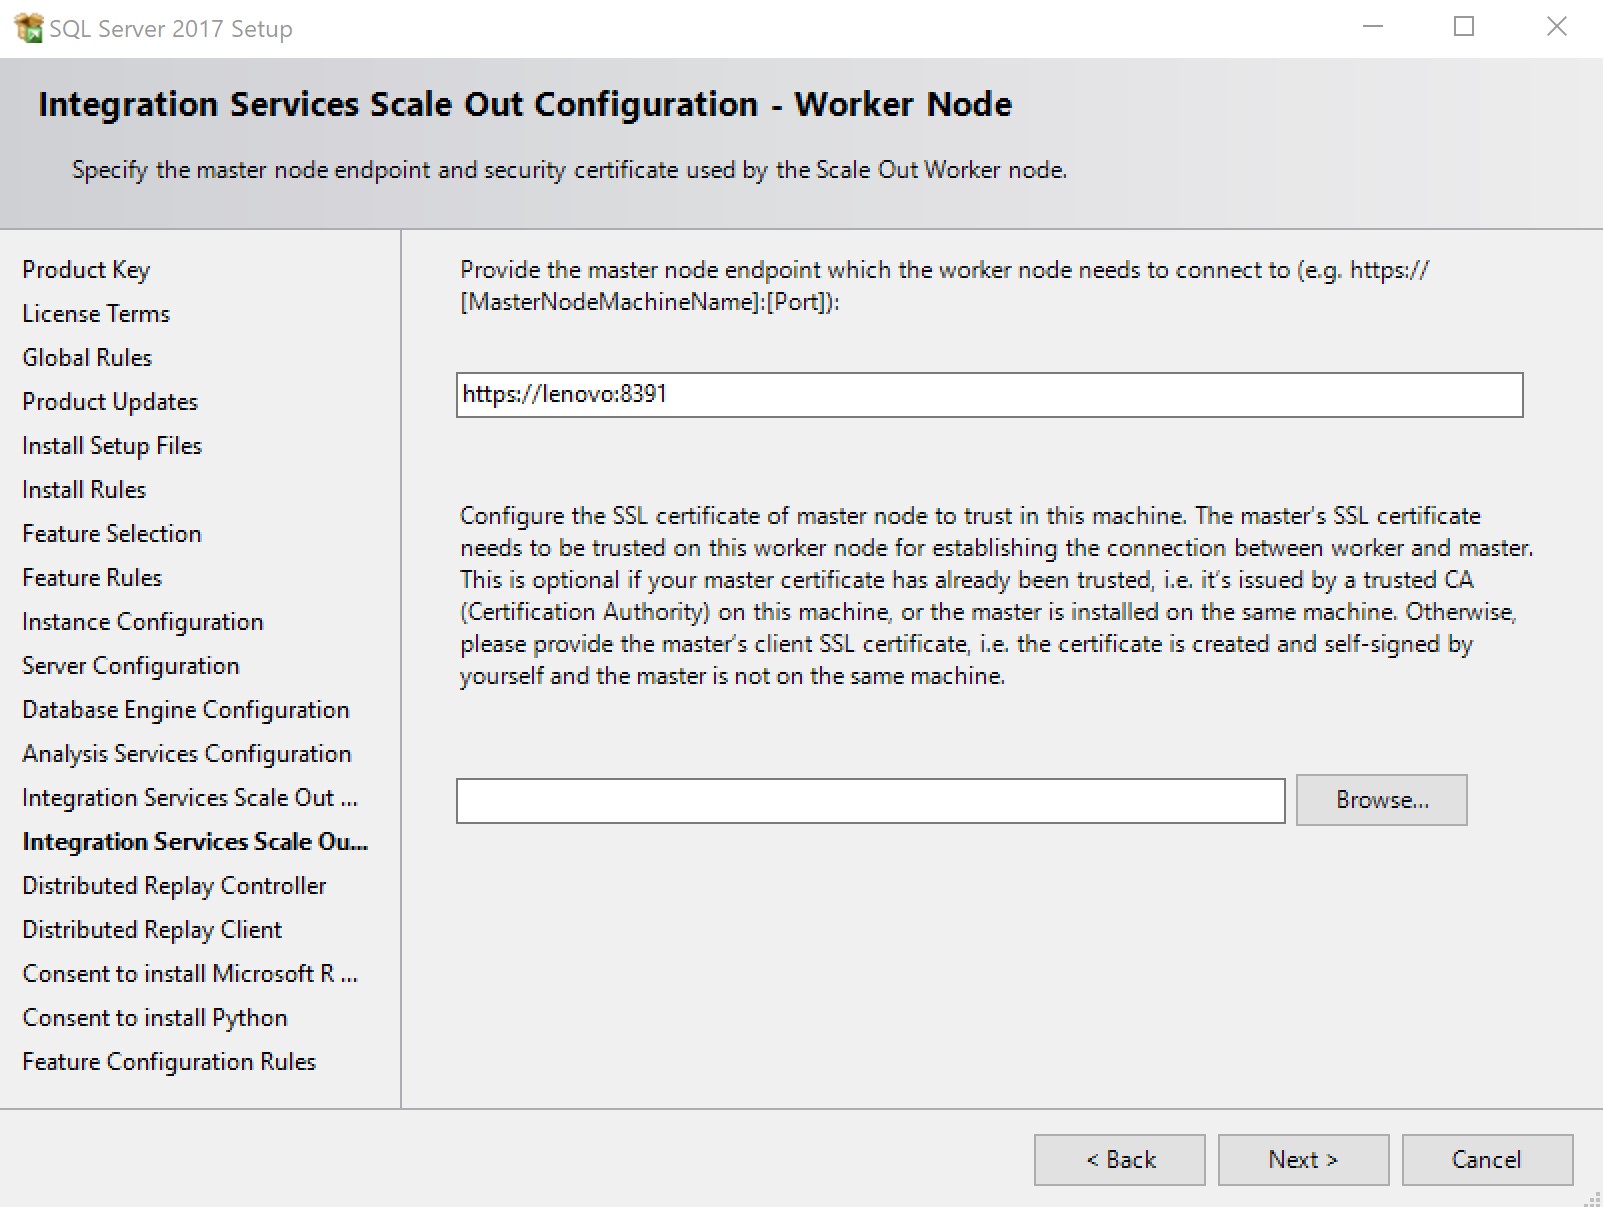 SQL Server 2017 Setup
Integration Services Scale Out Configuration - Worker Node
Specify the master node endpoint and security certificate used by the Scale Out Worker node.
Product Key
License Terms
Global Rules
Product Updates
Install Setup Files
Install Rules
Feature Selection
Feature Rules
Instance Configuration
Server Configuration
Database Engine Configuration
Analysis Services Configuration
Integration Services Scale Out ...
Integration Services Scale Ou...
Distributed Replay Controller
Distributed Replay Client
Consent to install Microsoft R ...
Consent to install Python
Feature Configuration Rules
Provide the master node endpoint which the worker node needs to connect to (e.g. https://
[MasterNodeMachineName]:[Port]):
https://lenovo:8391
Configure the SSL certificate of master node to trust in this machine. The master's SSL certificate
needs to be trusted on this worker node for establishing the connection between worker and master.
This is optional if your master certificate has already been trusted, i.e. it's issued by a trusted CA
(Certification Authority) on this machine, or the master is installed on the same machine. Otherwise,
please provide the master's client SSL certificate, i.e. the certificate is created and self-signed by
yourself and the master is not on the same machine.
Browse...
< Back
Next >
Cancel